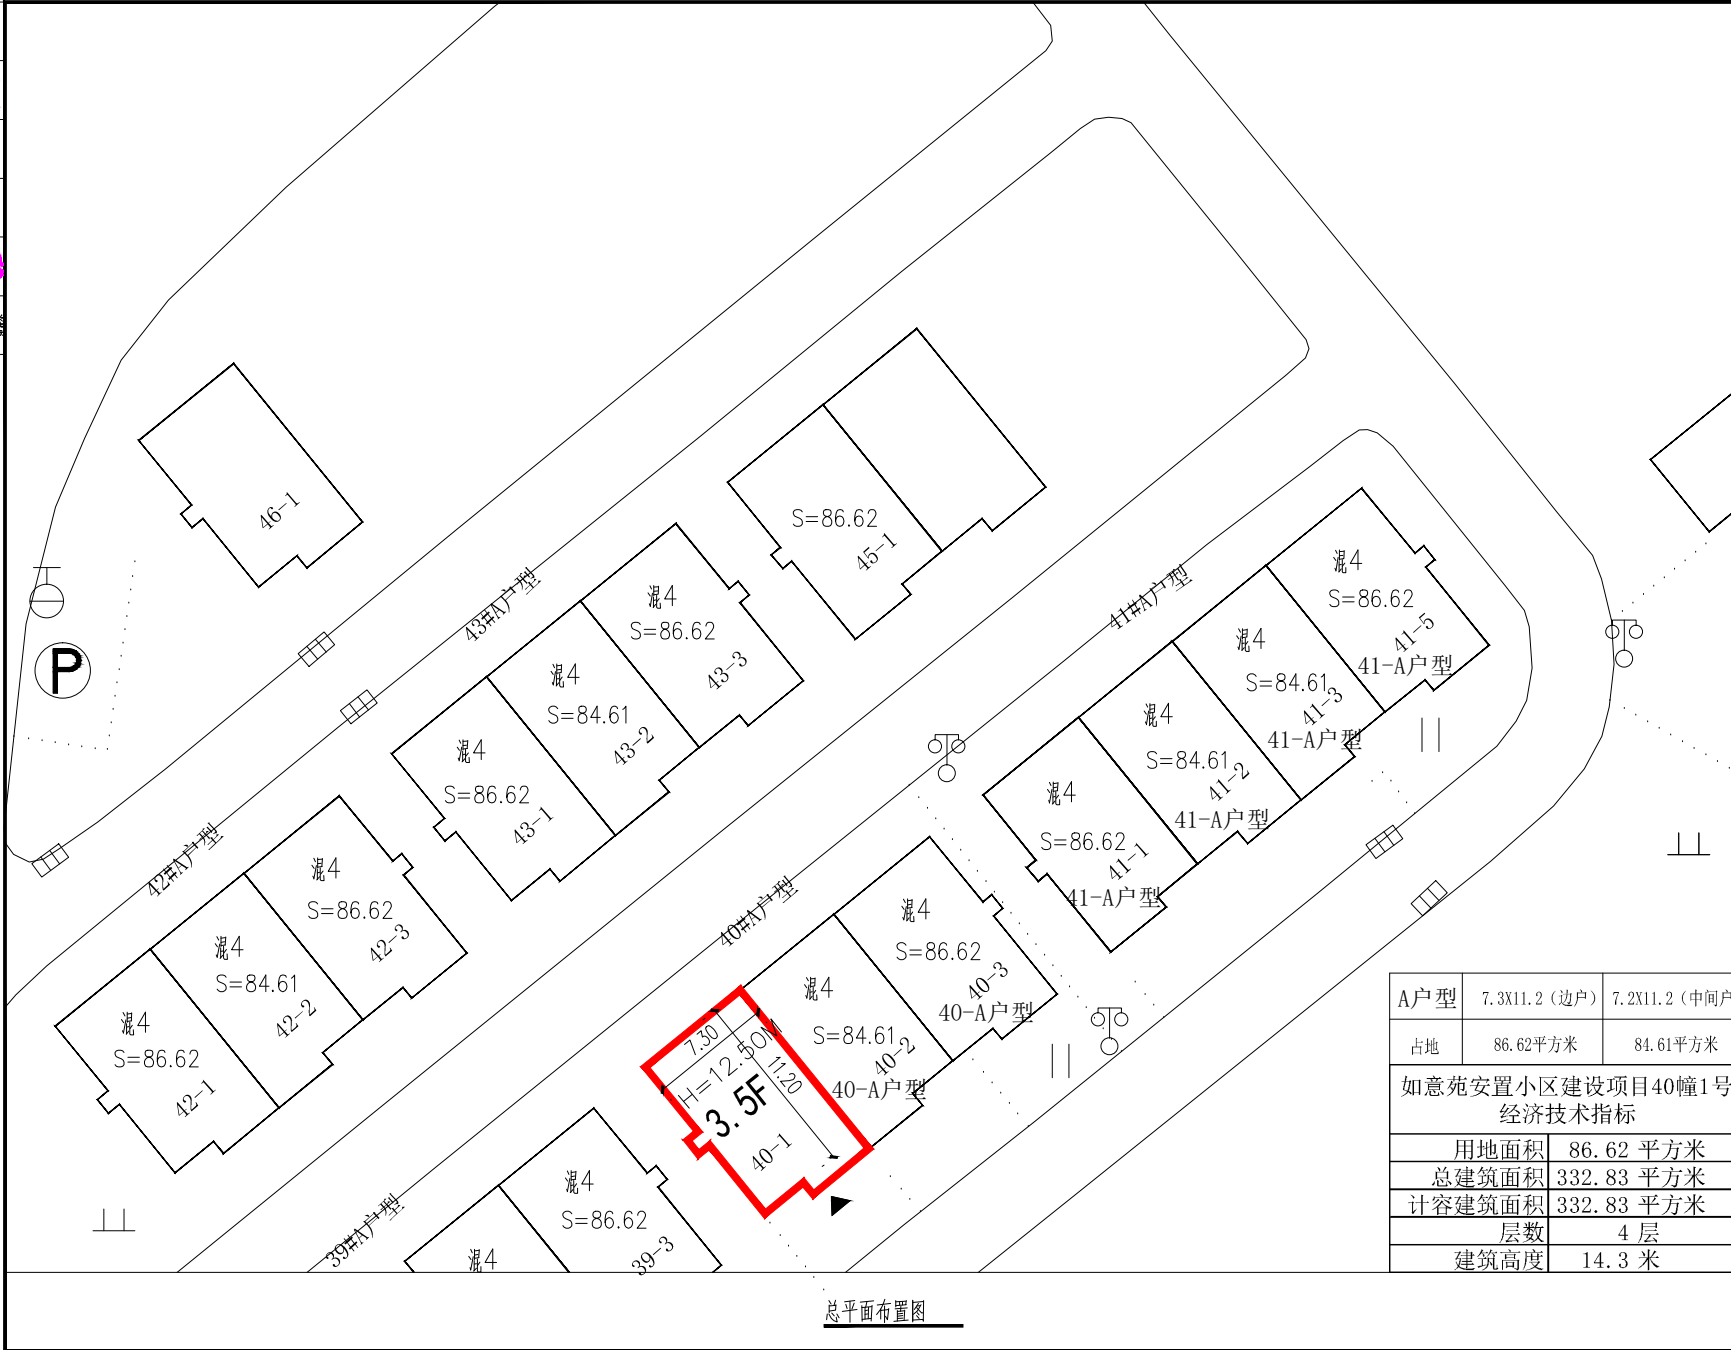 46-1
P
S=86.62
45-1
43#A户型
混4
S=86.62
43-3
混4
S=84.61
43-2
混4
S=86.62
43-1
41#A户型
混4
S=86.62
41-5
41-A户型
混4
S=84.61
41-3
41-A户型
混4
S=84.61
41-2
41-A户型
混4
S=86.62
41-1
41-A户型
42#A户型
混4
S=86.62
42-3
混4
S=84.61
42-2
混4
S=86.62
42-1
40#A户型
混4
S=86.62
40-3
40-A户型
混4
S=84.61
40-2
40-A户型
7.30
H=12.50M
11.20
3.5F
40-1
39#A户型
混4
S=86.62
39-3
混4
A户型 7.3X11.2（边户） 7.2X11.2（中间户
占地 86.62平方米 84.61平方米
如意苑安置小区建设项目40幢1号
经济技术指标
用地面积 86.62 平方米
总建筑面积 332.83 平方米
计容建筑面积 332.83 平方米
层数 4 层
建筑高度 14.3 米
总平面布置图